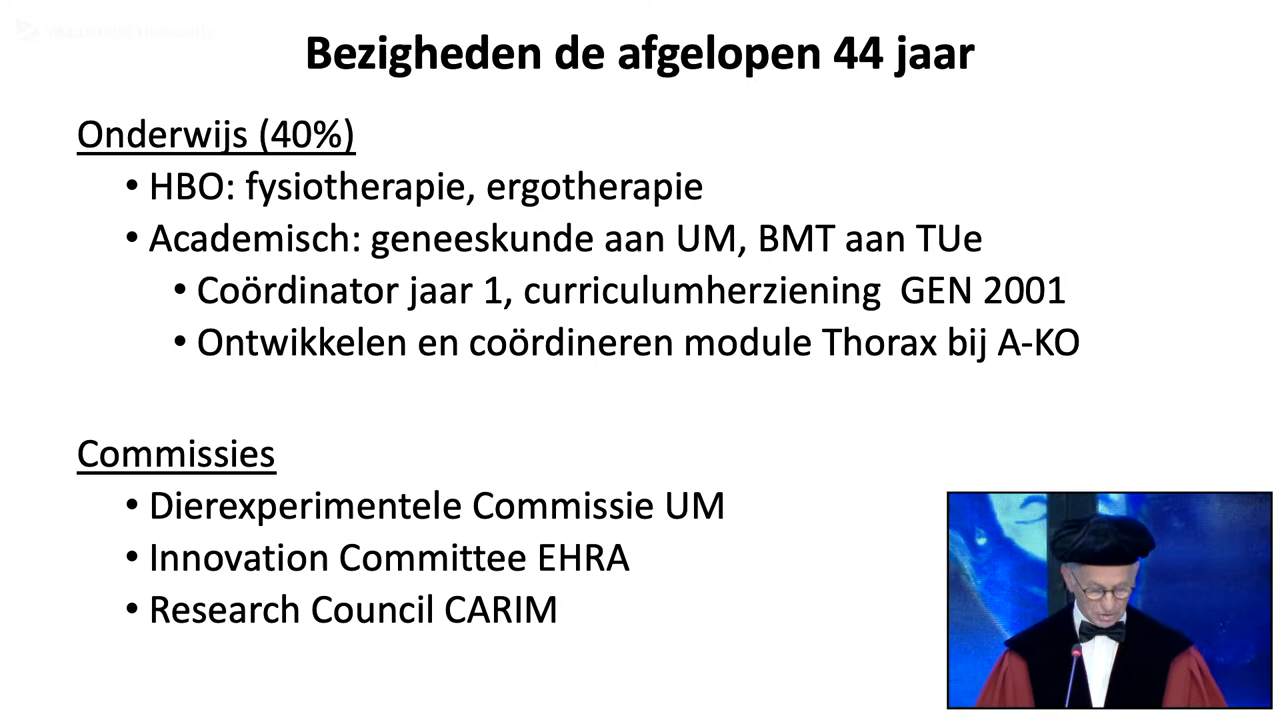 Bezigheden de afgelopen 44 jaar
Onderwijs (40%)
• HBO: fysiotherapie, ergotherapie
• Academisch: geneeskunde aan UM, BMT aan TUe
• Coördinator jaar 1, curriculumherziening GEN 2001
• Ontwikkelen en coördineren module Thorax bij A-KO
Commissies
• Dierexperimentele Commissie UM
• Innovation Committee EHRA
• Research Council CARIM